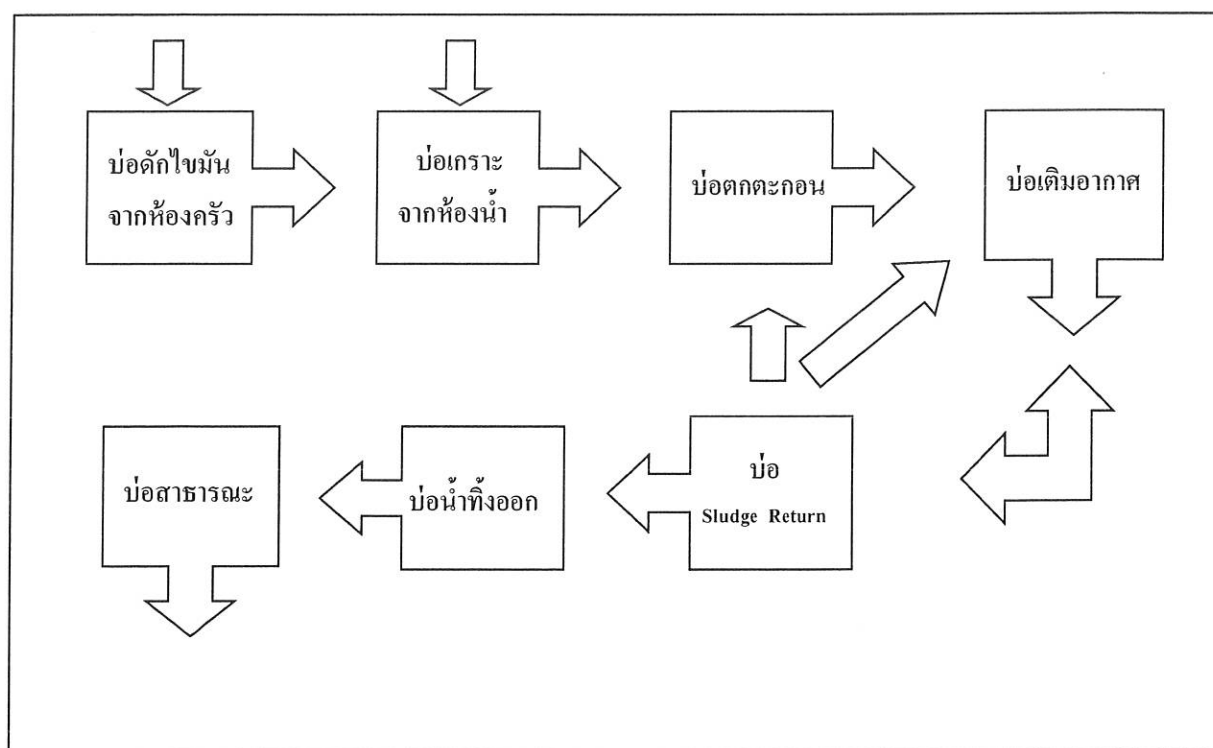 บ่อดักไขมัน
จากห้องครัว
บ่อเกราะ
จากห้องน้ำ
บ่อตกตะกอน
บ่อเติมอากาศ
บ่อสาธารณะ
บ่อน้ำทิ้งออก
บ่อ
Sludge Return